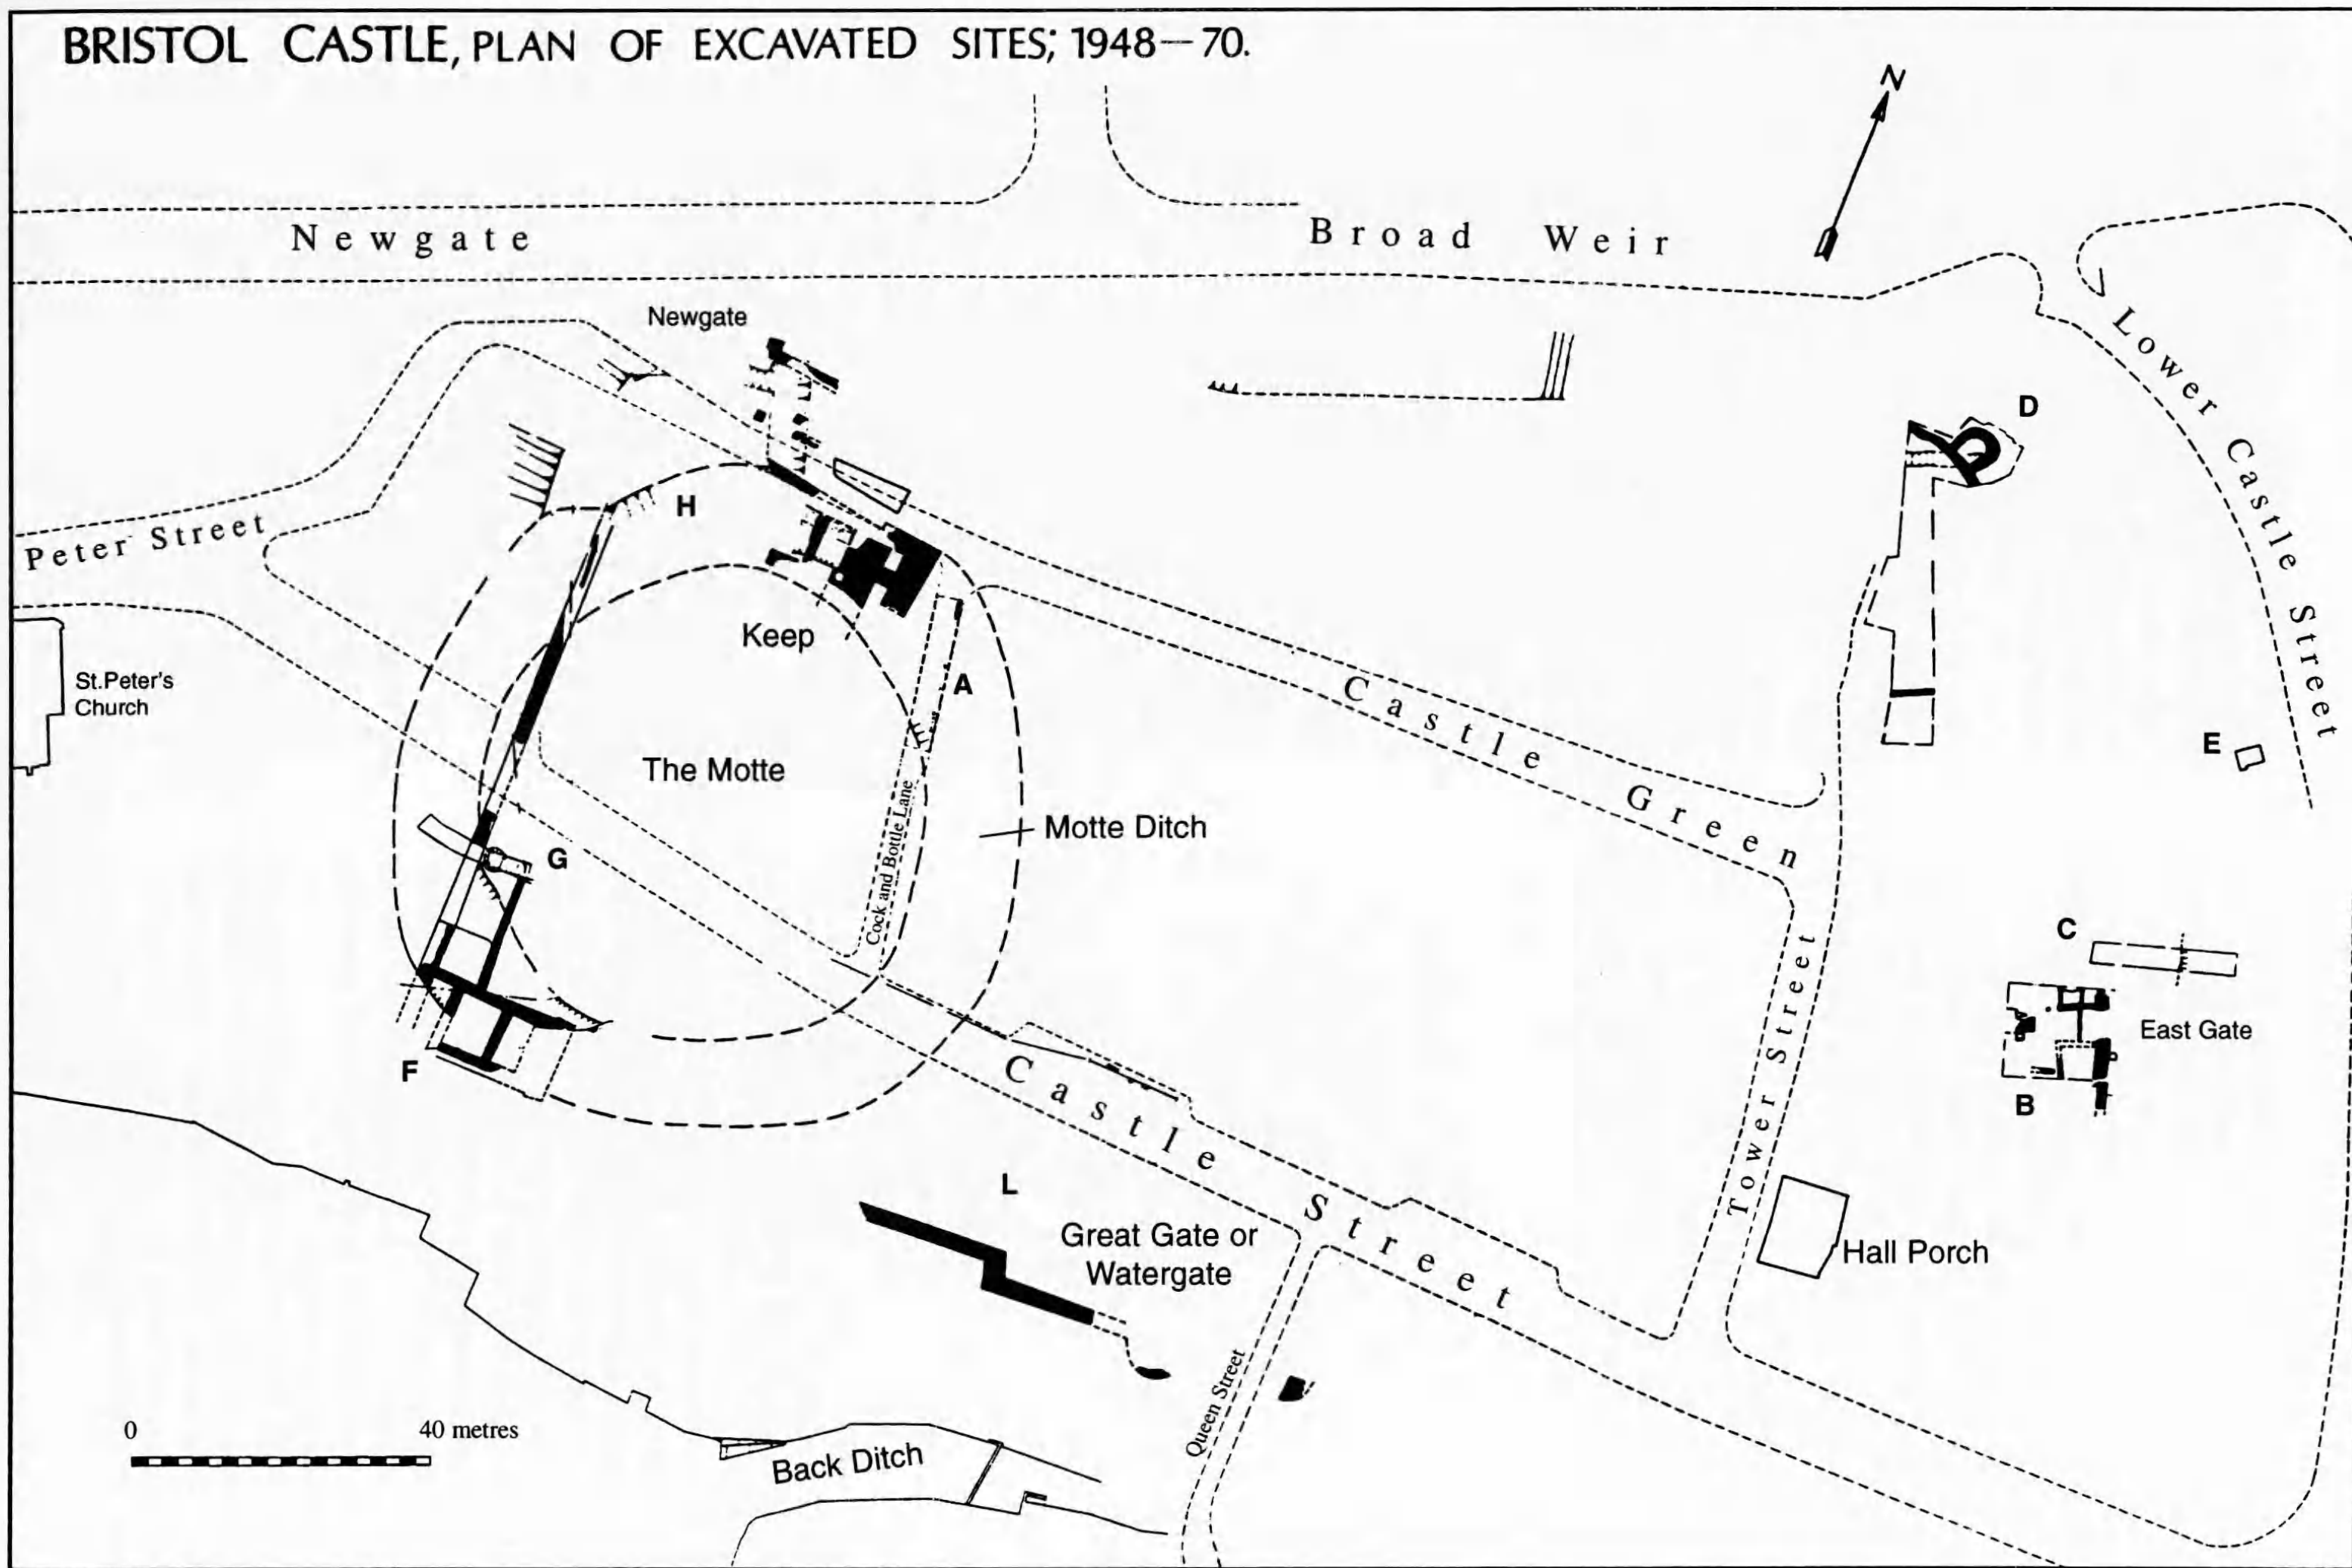 BRISTOL CASTLE, PLAN OF EXCAVATED SITES; 1948—70.
N
Newgate
Broad Weir
Lower Castle Street
Newgate
D
H
Peter Street
Keep
St.Peter's
Church
A
Castle Green
E
The Motte
Cock and Bottle Lane
Motte Ditch
G
C
Tower Street
East Gate
F
B
Castle Street
L
Great Gate or
Watergate
Hall Porch
Queen Street
0 40 metres
Back Ditch